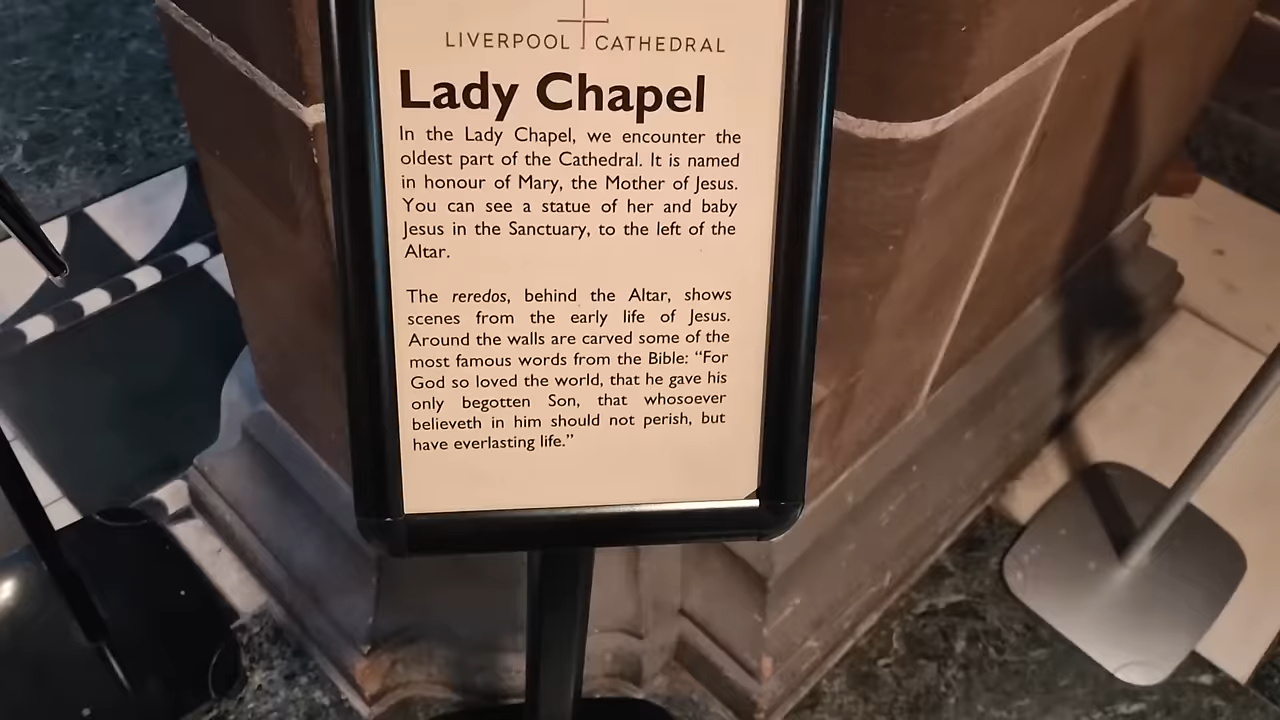 LIVERPOOL CATHEDRAL
Lady Chapel
In the Lady Chapel, we encounter the
oldest part of the Cathedral. It is named
in honour of Mary, the Mother of Jesus.
You can see a statue of her and baby
Jesus in the Sanctuary, to the left of the
Altar.
The reredos, behind the Altar, shows
scenes from the early life of Jesus.
Around the walls are carved some of the
most famous words from the Bible: “For
God so loved the world, that he gave his
only begotten Son, that whosoever
believeth in him should not perish, but
have everlasting life.”